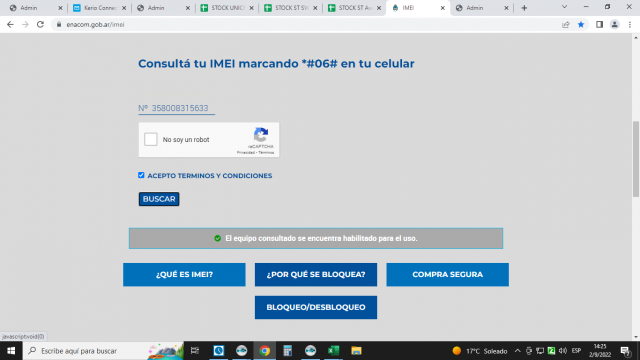 Admin
Kerio Connec
Admin
STOCK UNIC
STOCK ST SV
STOCK ST Av
IMEI
Admin
enacom.gob.ar/imei
Consultá tu IMEI marcando *#06# en tu celular
Nº 358008315633
No soy un robot
reCAPTCHA
Privacidad - Términos
ACEPTO TERMINOS Y CONDICIONES
BUSCAR
El equipo consultado se encuentra habilitado para el uso.
¿QUÉ ES IMEI?
¿POR QUÉ SE BLOQUEA?
COMPRA SEGURA
BLOQUEO/DESBLOQUEO
javascript:void(0)
Escribe aquí para buscar
17°C Soleado
ESP
14:25
2/9/2022